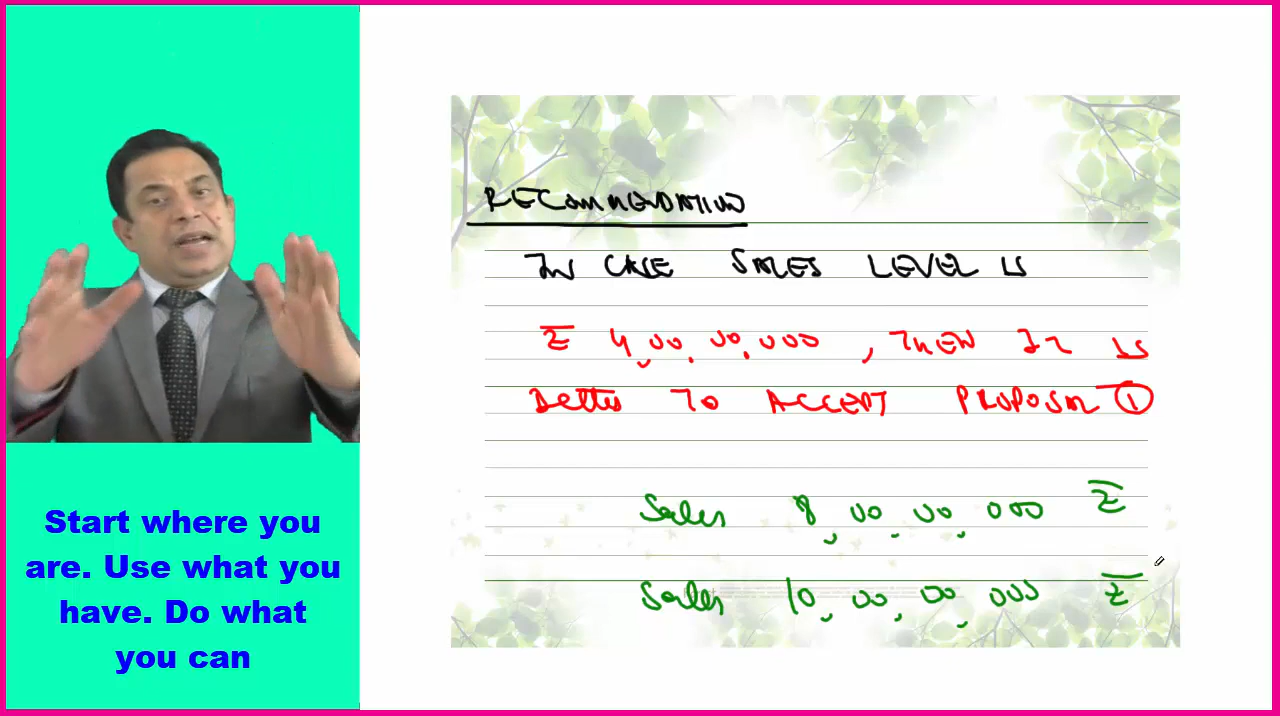 RECOMMENDATION
IN CASE SALES LEVEL IS
₹ 4,00,00,000, THEN IT IS
Better TO ACCEPT PROPOSAL ①
Sales 8,00,00,000 ₹
Sales 10,00,00,000 ₹
Start where you
are. Use what you
have. Do what
you can